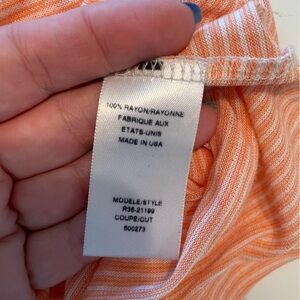 100% RAYON/RAYONNE
FABRIQUE AUX
ETATS-UNIS
MADE IN USA
MODELE/STYLE
R36-21199
COUPE/CUT
600273